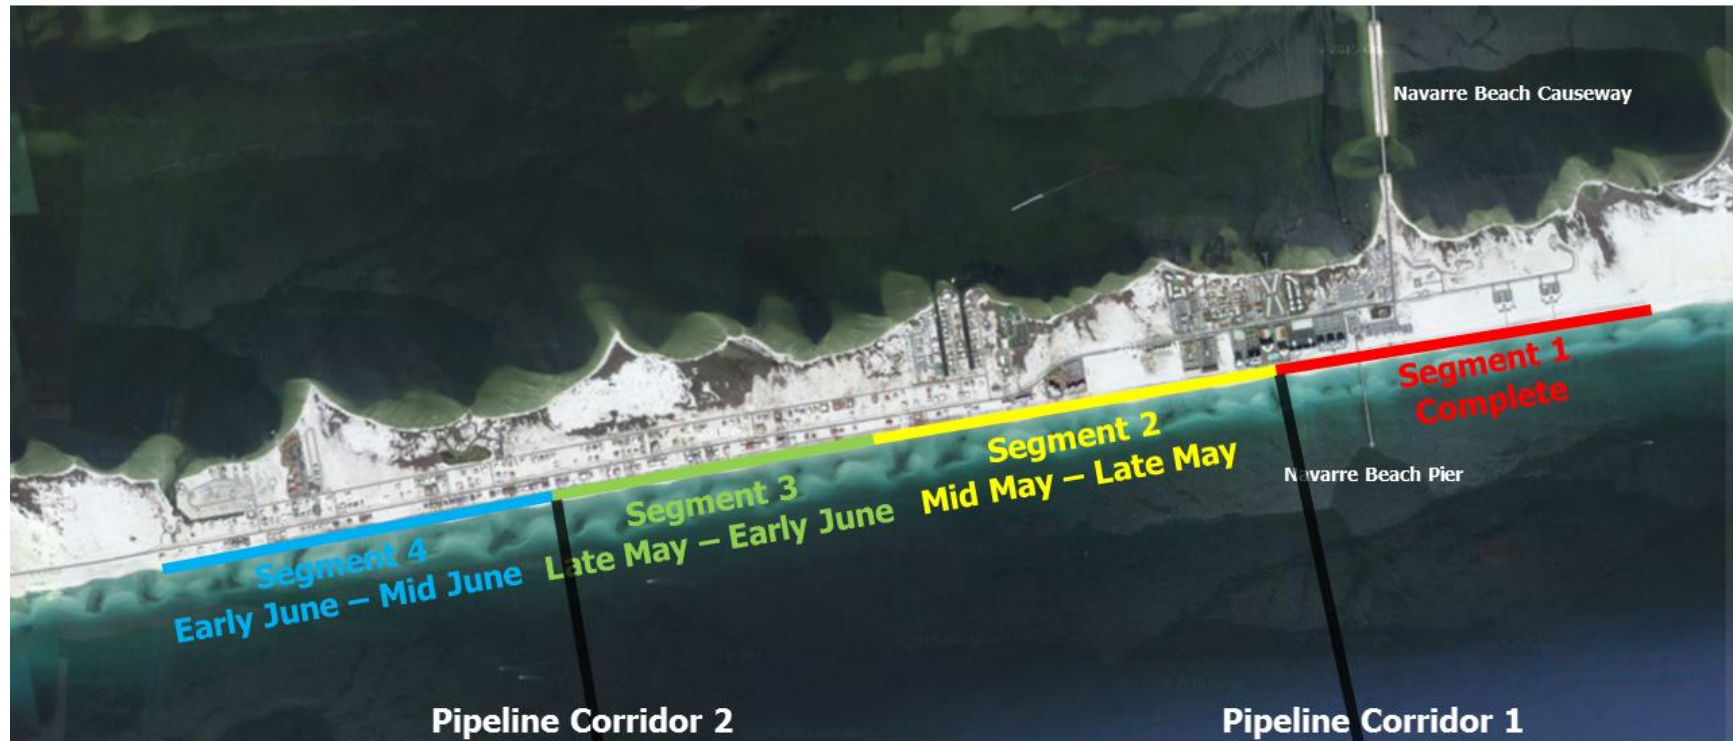 Navarre Beach Causeway
Segment 1
Complete
Segment 2
Mid May – Late May
Navarre Beach Pier
Segment 3
Late May – Early June
Segment 4
Early June – Mid June
Pipeline Corridor 2
Pipeline Corridor 1